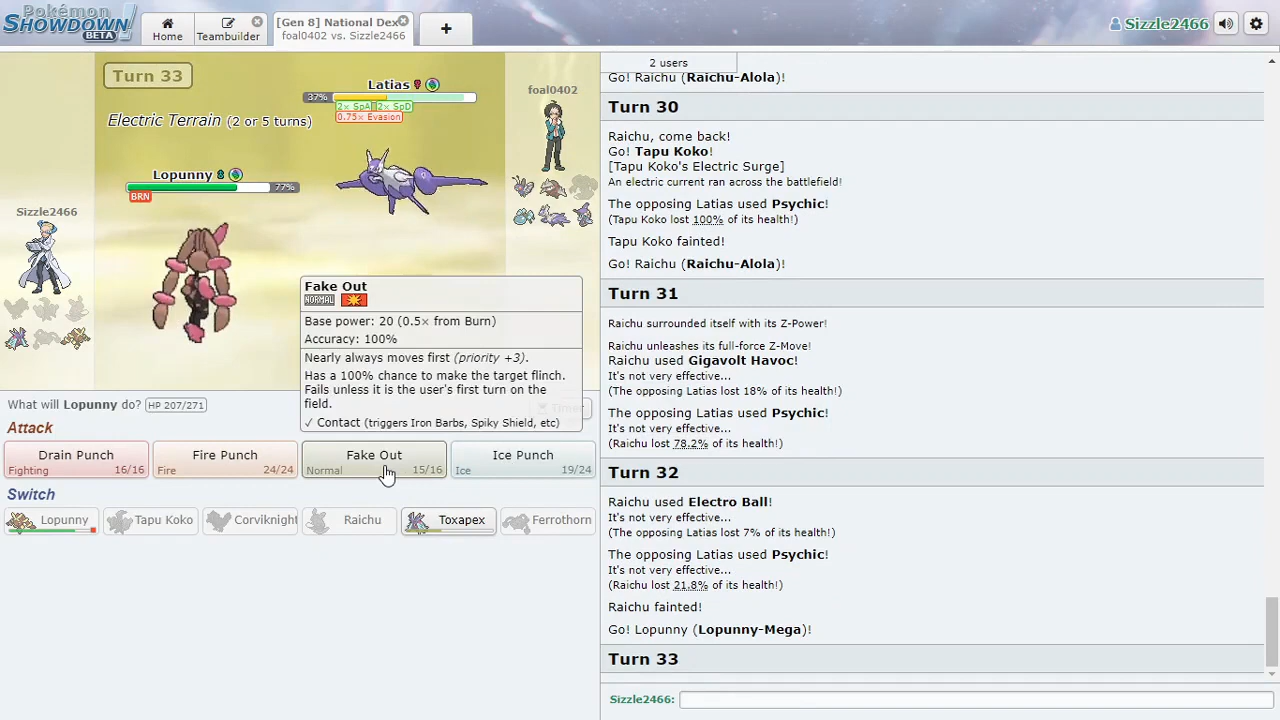 Pokémon
SHOWDOWN!
BETA
Home
Teambuilder
[Gen 8] National Dex
foal0402 vs. Sizzle2466
+
Sizzle2466
Turn 33
Latias
37%
2× SpA 2× SpD
0.75× Evasion
Electric Terrain (2 or 5 turns)
Lopunny
77%
BRN
foal0402
Sizzle2466
Fake Out
NORMAL
Base power: 20 (0.5× from Burn)
Accuracy: 100%
Nearly always moves first (priority +3).
Has a 100% chance to make the target flinch.
Fails unless it is the user's first turn on the
field.
✓ Contact (triggers Iron Barbs, Spiky Shield, etc)
What will Lopunny do? HP 207/271
Timer
Attack
Drain Punch
Fighting 16/16
Fire Punch
Fire 24/24
Fake Out
Normal 15/16
Ice Punch
Ice 19/24
Switch
Lopunny
Tapu Koko
Corviknight
Raichu
Toxapex
Ferrothorn
2 users
Go! Raichu (Raichu-Alola)!
Turn 30
Raichu, come back!
Go! Tapu Koko!
[Tapu Koko's Electric Surge]
An electric current ran across the battlefield!
The opposing Latias used Psychic!
(Tapu Koko lost 100% of its health!)
Tapu Koko fainted!
Go! Raichu (Raichu-Alola)!
Turn 31
Raichu surrounded itself with its Z-Power!
Raichu unleashes its full-force Z-Move!
Raichu used Gigavolt Havoc!
It's not very effective...
(The opposing Latias lost 18% of its health!)
The opposing Latias used Psychic!
It's not very effective...
(Raichu lost 78.2% of its health!)
Turn 32
Raichu used Electro Ball!
It's not very effective...
(The opposing Latias lost 7% of its health!)
The opposing Latias used Psychic!
It's not very effective...
(Raichu lost 21.8% of its health!)
Raichu fainted!
Go! Lopunny (Lopunny-Mega)!
Turn 33
Sizzle2466: